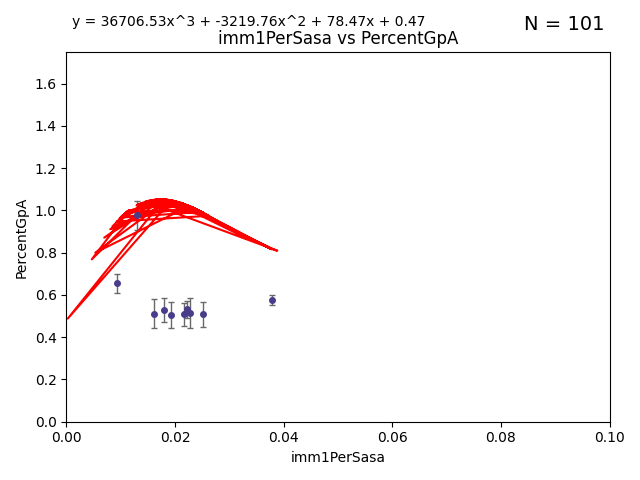 y = 36706.53x^3 + -3219.76x^2 + 78.47x + 0.47
N = 101
imm1PerSasa vs PercentGpA
1.6
1.4
1.2
1.0
0.8
0.6
0.4
0.2
0.0
PercentGpA
0.00 0.02 0.04 0.06 0.08 0.10
imm1PerSasa